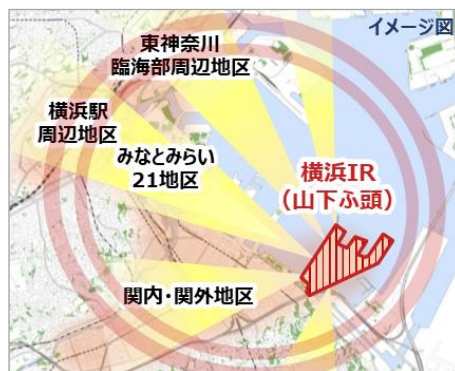 イメージ図
東神奈川
臨海部周辺地区
横浜駅
周辺地区
みなとみらい
21地区
横浜IR
(山下ふ頭)
関内・関外地区